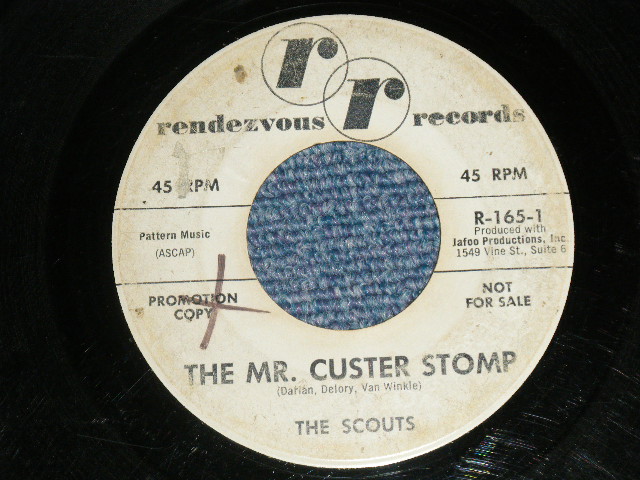 r r
rendezvous records
45 RPM
45 RPM
Pattern Music
(ASCAP)
R-165-1
Produced with
Jafoo Productions, Inc.
1549 Vine St., Suite 6
PROMOTION
COPY
NOT
FOR SALE
THE MR. CUSTER STOMP
(Darian, Delory, Van Winkle)
THE SCOUTS